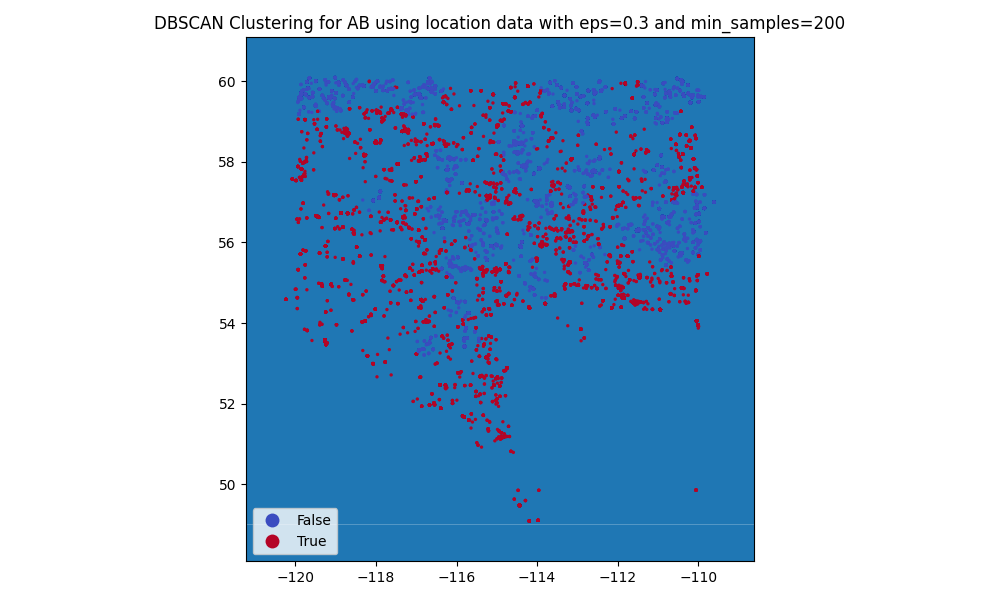 DBSCAN Clustering for AB using location data with eps=0.3 and min_samples=200
60
58
56
54
52
50
False
True
−120 −118 −116 −114 −112 −110